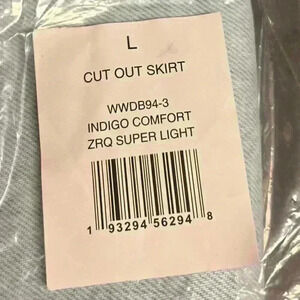 L
CUT OUT SKIRT
WWDB94-3
INDIGO COMFORT
ZRQ SUPER LIGHT
1 93294 56294 8